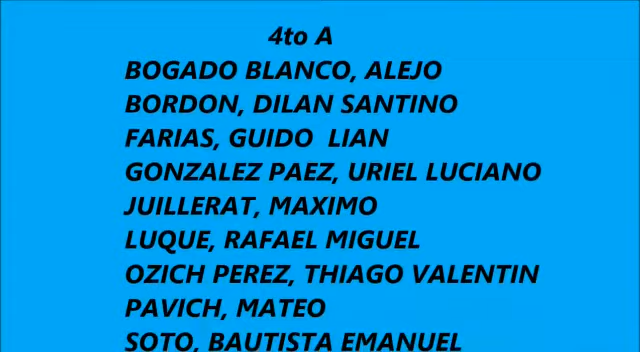 4to A
BOGADO BLANCO, ALEJO
BORDON, DILAN SANTINO
FARIAS, GUIDO  LIAN
GONZALEZ PAEZ, URIEL LUCIANO
JUILLERAT, MAXIMO
LUQUE, RAFAEL MIGUEL
OZICH PEREZ, THIAGO VALENTIN
PAVICH, MATEO
SOTO, BAUTISTA EMANUEL